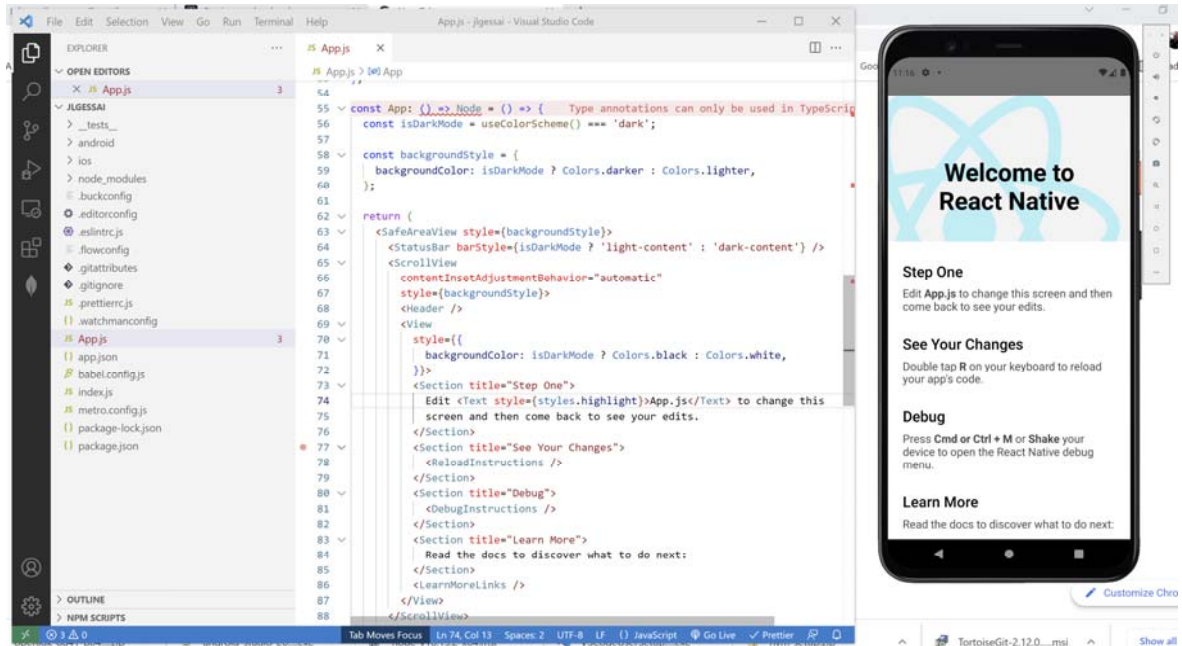 File Edit Selection View Go Run Terminal Help
App.js - jlgessai - Visual Studio Code
EXPLORER
OPEN EDITORS
JS App.js 3
JLGESSAI
__tests__
android
ios
node_modules
.buckconfig
.editorconfig
.eslintrc.js
.flowconfig
.gitattributes
.gitignore
JS .prettierrc.js
{} .watchmanconfig
JS App.js 3
{} app.json
babel.config.js
JS index.js
JS metro.config.js
{} package-lock.json
{} package.json
OUTLINE
NPM SCRIPTS
JS App.js
JS App.js > App
54
55 const App: () => Node = () => { Type annotations can only be used in TypeScrip
56 const isDarkMode = useColorScheme() === 'dark';
57
58 const backgroundStyle = {
59 backgroundColor: isDarkMode ? Colors.darker : Colors.lighter,
60 };
61
62 return (
63 <SafeAreaView style={backgroundStyle}>
64 <StatusBar barStyle={isDarkMode ? 'light-content' : 'dark-content'} />
65 <ScrollView
66 contentInsetAdjustmentBehavior="automatic"
67 style={backgroundStyle}>
68 <Header />
69 <View
70 style={{
71 backgroundColor: isDarkMode ? Colors.black : Colors.white,
72 }}>
73 <Section title="Step One">
74 Edit <Text style={styles.highlight}>App.js</Text> to change this
75 screen and then come back to see your edits.
76 </Section>
77 <Section title="See Your Changes">
78 <ReloadInstructions />
79 </Section>
80 <Section title="Debug">
81 <DebugInstructions />
82 </Section>
83 <Section title="Learn More">
84 Read the docs to discover what to do next:
85 </Section>
86 <LearnMoreLinks />
87 </View>
88 </ScrollView>
3 0 Tab Moves Focus Ln 74, Col 13 Spaces: 2 UTF-8 LF {} JavaScript Go Live Prettier
11:16
Welcome to
React Native
Step One
Edit App.js to change this screen and then
come back to see your edits.
See Your Changes
Double tap R on your keyboard to reload
your app's code.
Debug
Press Cmd or Ctrl + M or Shake your
device to open the React Native debug
menu.
Learn More
Read the docs to discover what to do next:
Customize Chro
TortoiseGit-2.12.0....msi
Show all